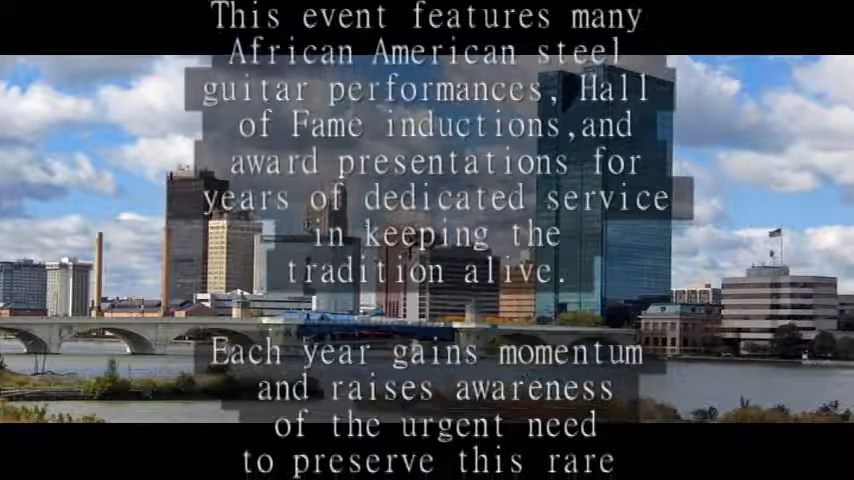 This event features many
African American steel
guitar performances, Hall
of Fame inductions,and
award presentations for
years of dedicated service
in keeping the
tradition alive.
Each year gains momentum
and raises awareness
of the urgent need
to preserve this rare